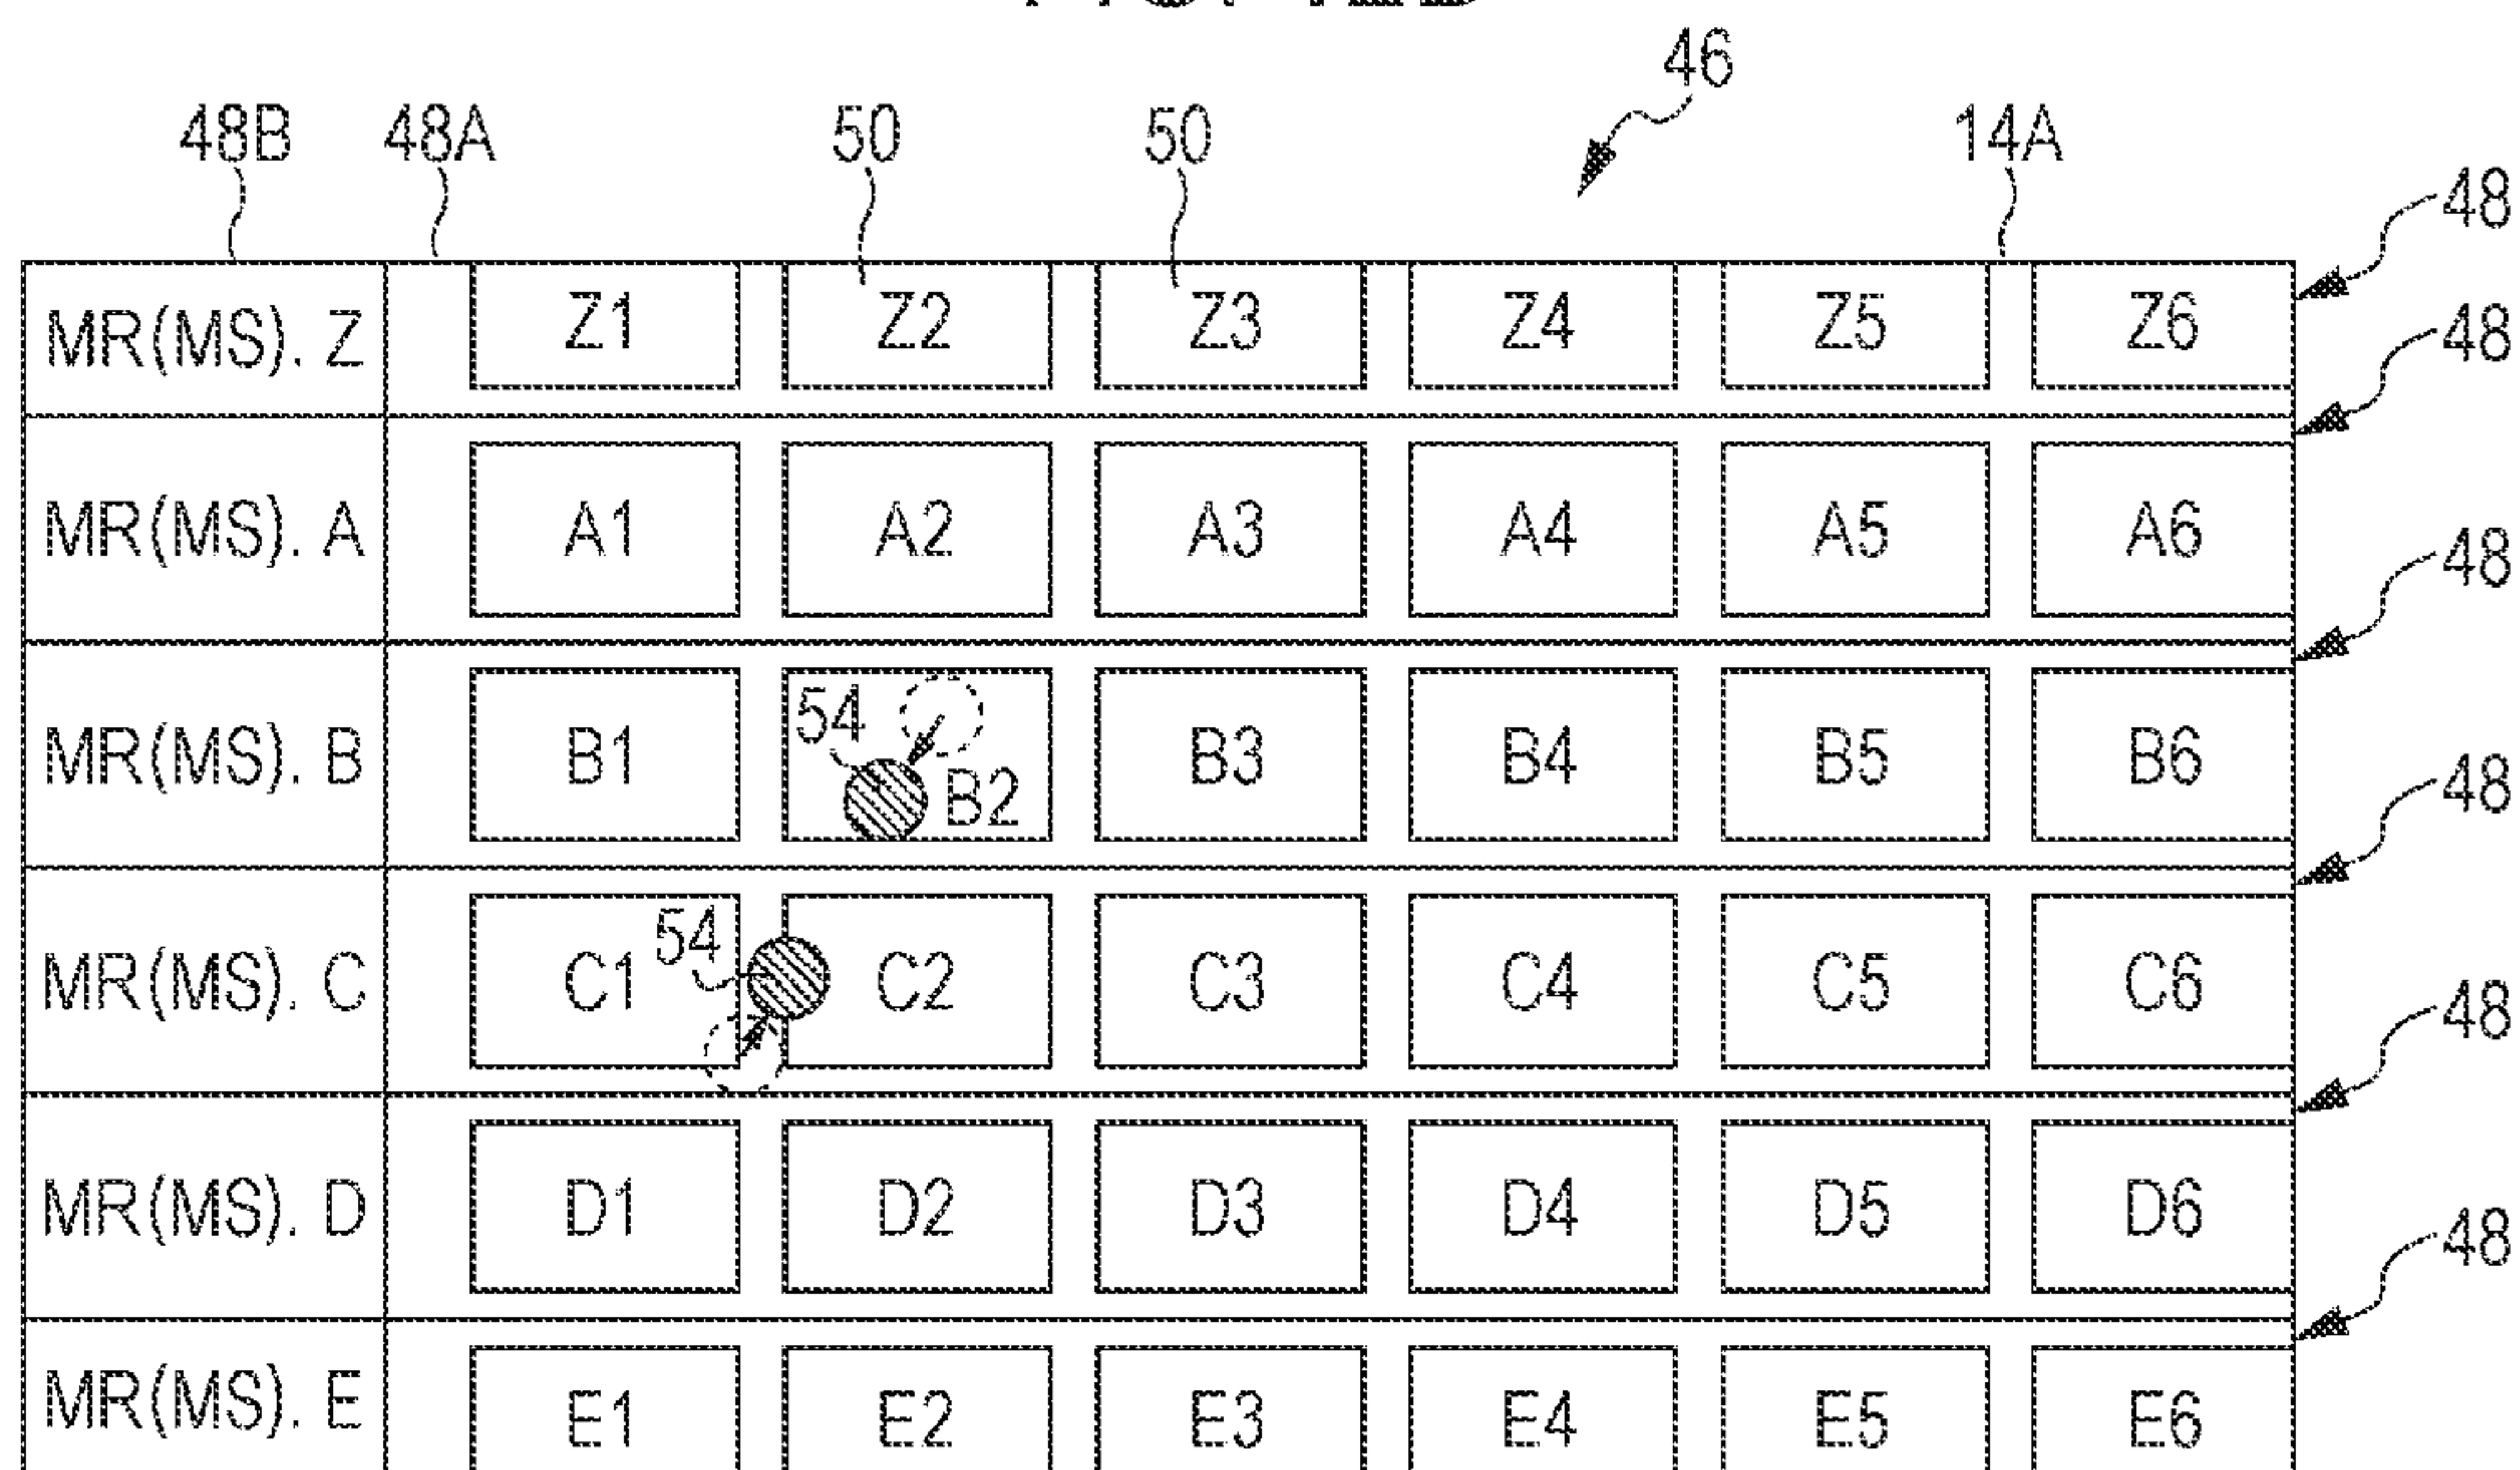 46
48B 48A 50 50 14A
48
MR(MS). Z Z1 Z2 Z3 Z4 Z5 Z6
48
MR(MS). A A1 A2 A3 A4 A5 A6
48
54
MR(MS). B B1 B2 B3 B4 B5 B6
48
54
MR(MS). C C1 C2 C3 C4 C5 C6
48
MR(MS). D D1 D2 D3 D4 D5 D6
48
MR(MS). E E1 E2 E3 E4 E5 E6